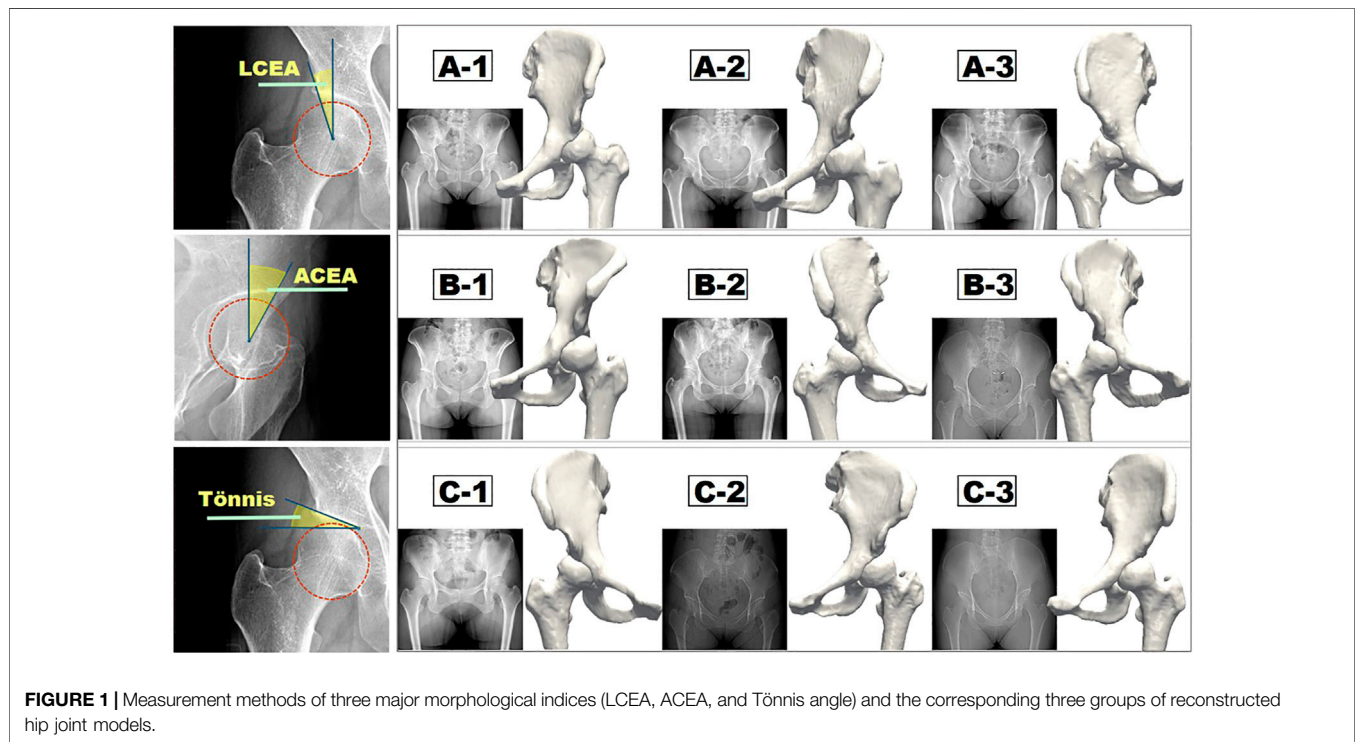 LCEA
A-1
A-2
A-3
ACEA
B-1
B-2
B-3
Tönnis
C-1
C-2
C-3
FIGURE 1 | Measurement methods of three major morphological indices (LCEA, ACEA, and Tönnis angle) and the corresponding three groups of reconstructed
hip joint models.